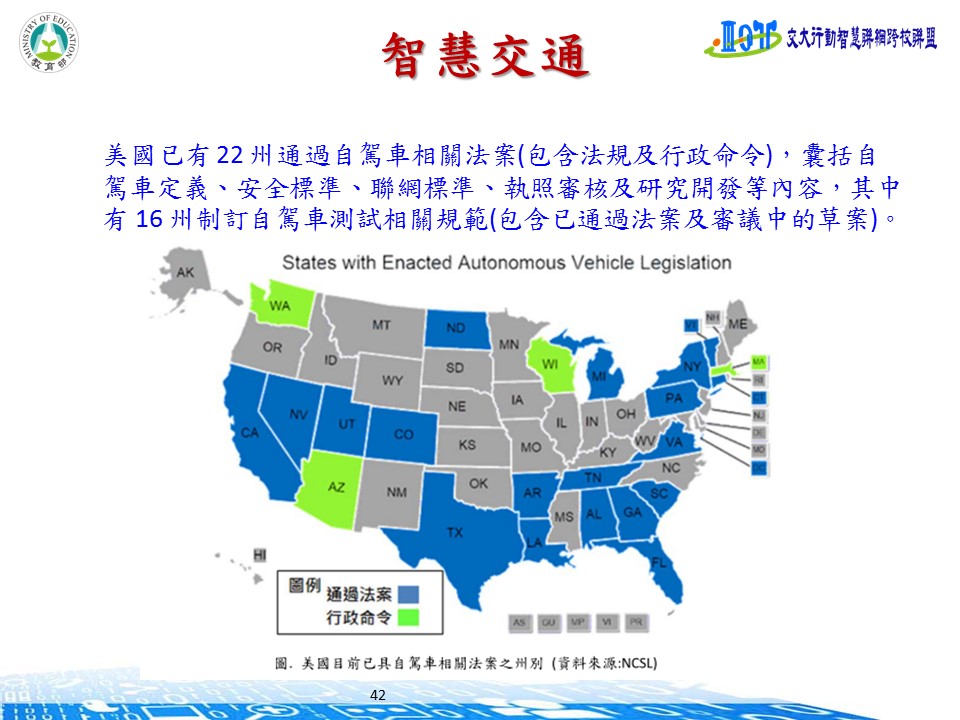 MINISTRY OF EDUCATION
教育部
智慧交通
IOT
交大行動智慧聯網跨校聯盟
美國已有 22 州通過自駕車相關法案(包含法規及行政命令)，囊括自
駕車定義、安全標準、聯網標準、執照審核及研究開發等內容，其中
有 16 州制訂自駕車測試相關規範(包含已通過法案及審議中的草案)。
States with Enacted Autonomous Vehicle Legislation
AK
WA
MT
ND
MN
VT
NH
ME
OR
ID
WY
SD
WI
MI
NY
MA
RI
CT
NV
NE
IA
PA
NJ
DE
MD
DC
CA
UT
CO
KS
MO
IL
IN
OH
WV
VA
KY
NC
AZ
NM
OK
AR
TN
SC
TX
LA
MS
AL
GA
FL
HI
圖例
通過法案
行政命令
AS
GU
MP
VI
PR
圖. 美國目前已具自駕車相關法案之州別 (資料來源:NCSL)
42